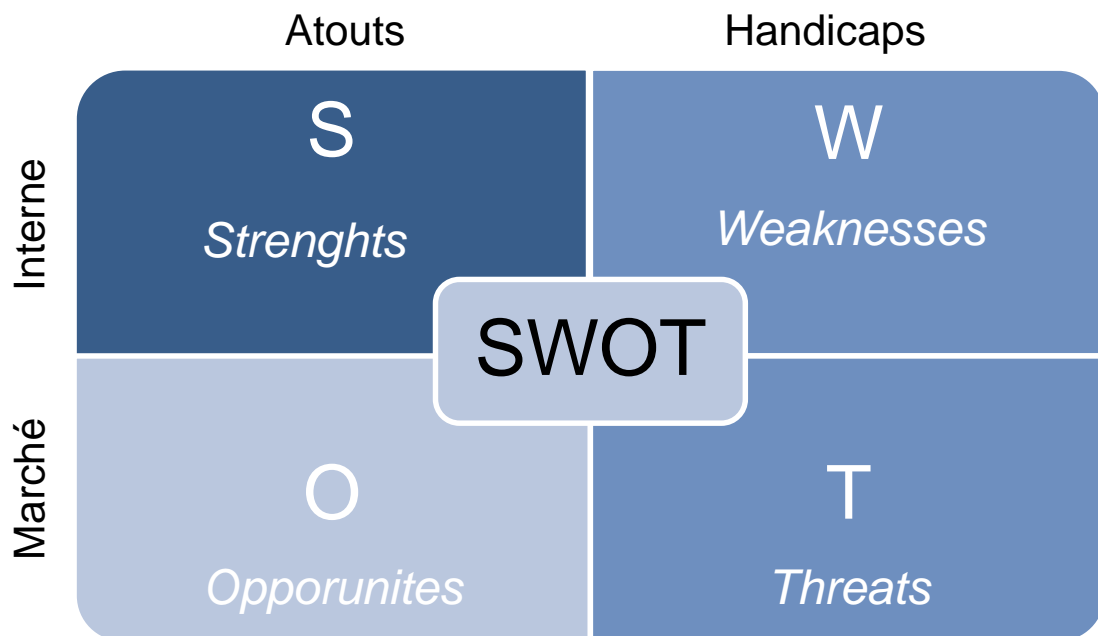 Atouts
Handicaps
Interne
S
W
Strenghts
Weaknesses
SWOT
Marché
O
T
Opporunites
Threats